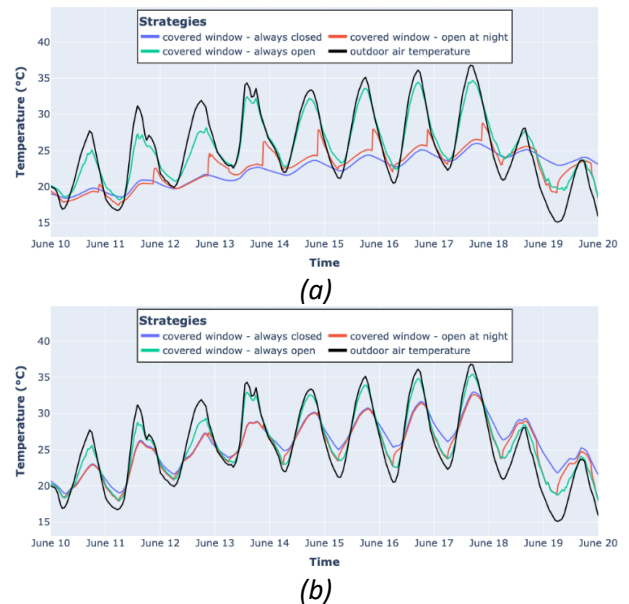 Strategies
covered window - always closed covered window - open at night
covered window - always open outdoor air temperature
40
35
30
25
20
15
Temperature (°C)
June 10 June 11 June 12 June 13 June 14 June 15 June 16 June 17 June 18 June 19 June 20
Time
(a)
Strategies
covered window - always closed covered window - open at night
covered window - always open outdoor air temperature
40
35
30
25
20
15
Temperature (°C)
June 10 June 11 June 12 June 13 June 14 June 15 June 16 June 17 June 18 June 19 June 20
Time
(b)